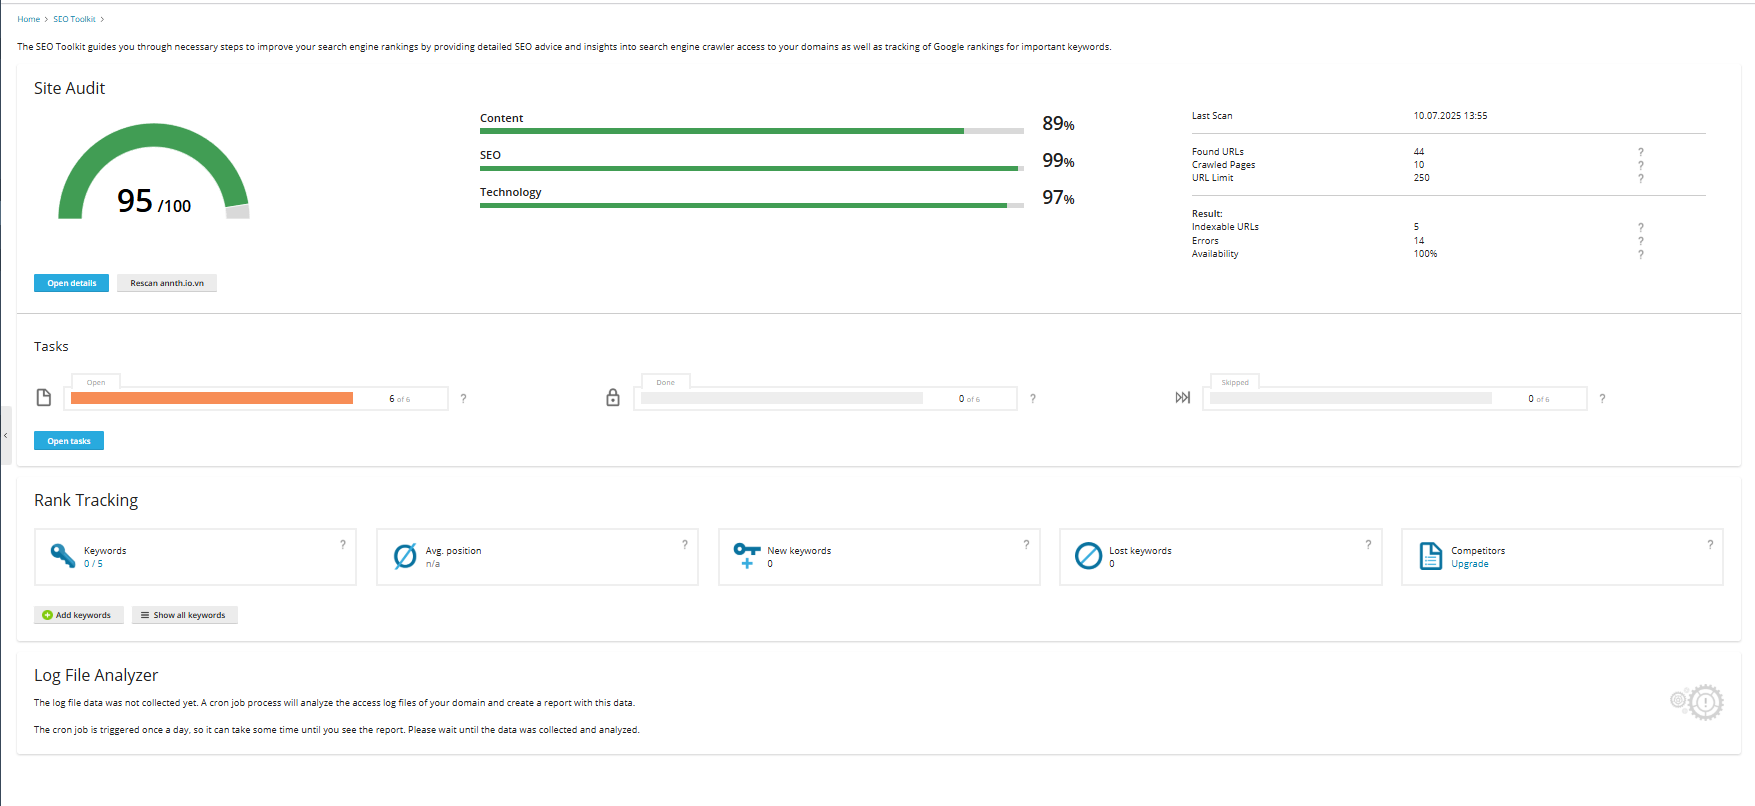 Home > SEO Toolkit >
The SEO Toolkit guides you through necessary steps to improve your search engine rankings by providing detailed SEO advice and insights into search engine crawler access to your domains as well as tracking of Google rankings for important keywords.
Site Audit
95 /100
Content
89%
SEO
99%
Technology
97%
Last Scan 10.07.2025 13:55
Found URLs 44 ?
Crawled Pages 10 ?
URL Limit 250 ?
Result:
Indexable URLs 5 ?
Errors 14 ?
Availability 100% ?
Open details
Rescan annth.io.vn
Tasks
Open
6 of 6 ?
Done
0 of 6 ?
Skipped
0 of 6 ?
Open tasks
Rank Tracking
Keywords ?
0 / 5
Avg. position ?
n/a
New keywords ?
0
Lost keywords ?
0
Competitors ?
Upgrade
Add keywords
Show all keywords
Log File Analyzer
The log file data was not collected yet. A cron job process will analyze the access log files of your domain and create a report with this data.
The cron job is triggered once a day, so it can take some time until you see the report. Please wait until the data was collected and analyzed.